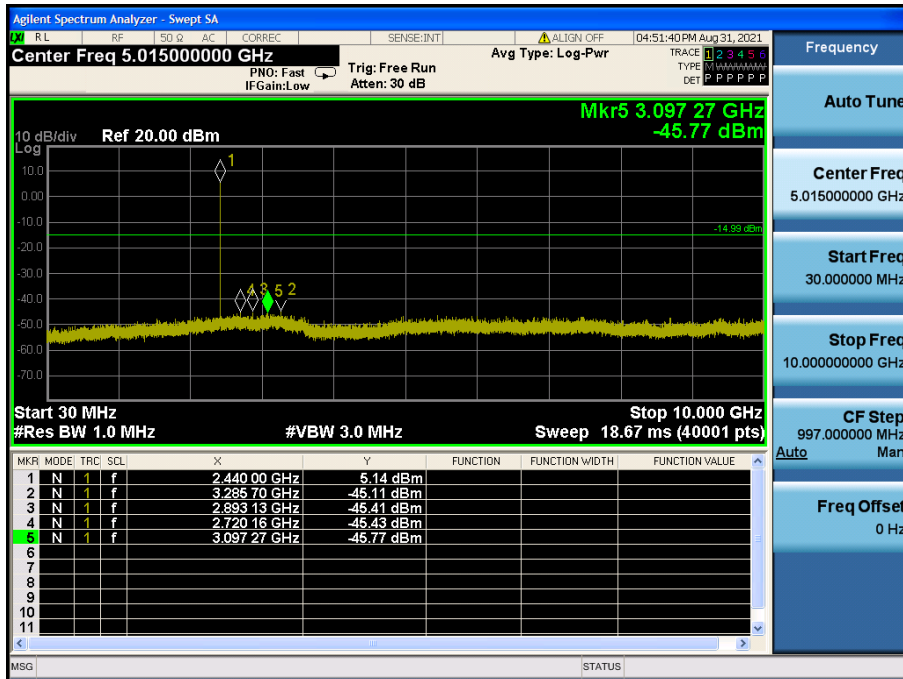 Agilent Spectrum Analyzer - Swept SA
LXI RL RF 50 Ω AC CORREC SENSE:INT ALIGN OFF 04:51:40 PM Aug 31, 2021
Center Freq 5.015000000 GHz
PNO: Fast
IFGain:Low
Trig: Free Run
Atten: 30 dB
Avg Type: Log-Pwr
TRACE 1 2 3 4 5 6
TYPE M WWWWW
DET P P P P P P
Mkr5 3.097 27 GHz
-45.77 dBm
10 dB/div Ref 20.00 dBm
Log
10.0
0.00
-10.0
-20.0
-30.0
-40.0
-50.0
-60.0
-70.0
1
-14.99 dBm
4 3 5 2
Start 30 MHz Stop 10.000 GHz
#Res BW 1.0 MHz #VBW 3.0 MHz Sweep 18.67 ms (40001 pts)
MKR MODE TRC SCL X Y FUNCTION FUNCTION WIDTH FUNCTION VALUE
1 N 1 f 2.440 00 GHz 5.14 dBm
2 N 1 f 3.285 70 GHz -45.11 dBm
3 N 1 f 2.893 13 GHz -45.41 dBm
4 N 1 f 2.720 16 GHz -45.43 dBm
5 N 1 f 3.097 27 GHz -45.77 dBm
6
7
8
9
10
11
MSG STATUS
Frequency
Auto Tune
Center Freq
5.015000000 GHz
Start Freq
30.000000 MHz
Stop Freq
10.000000000 GHz
CF Step
997.000000 MHz
Auto Man
Freq Offset
0 Hz